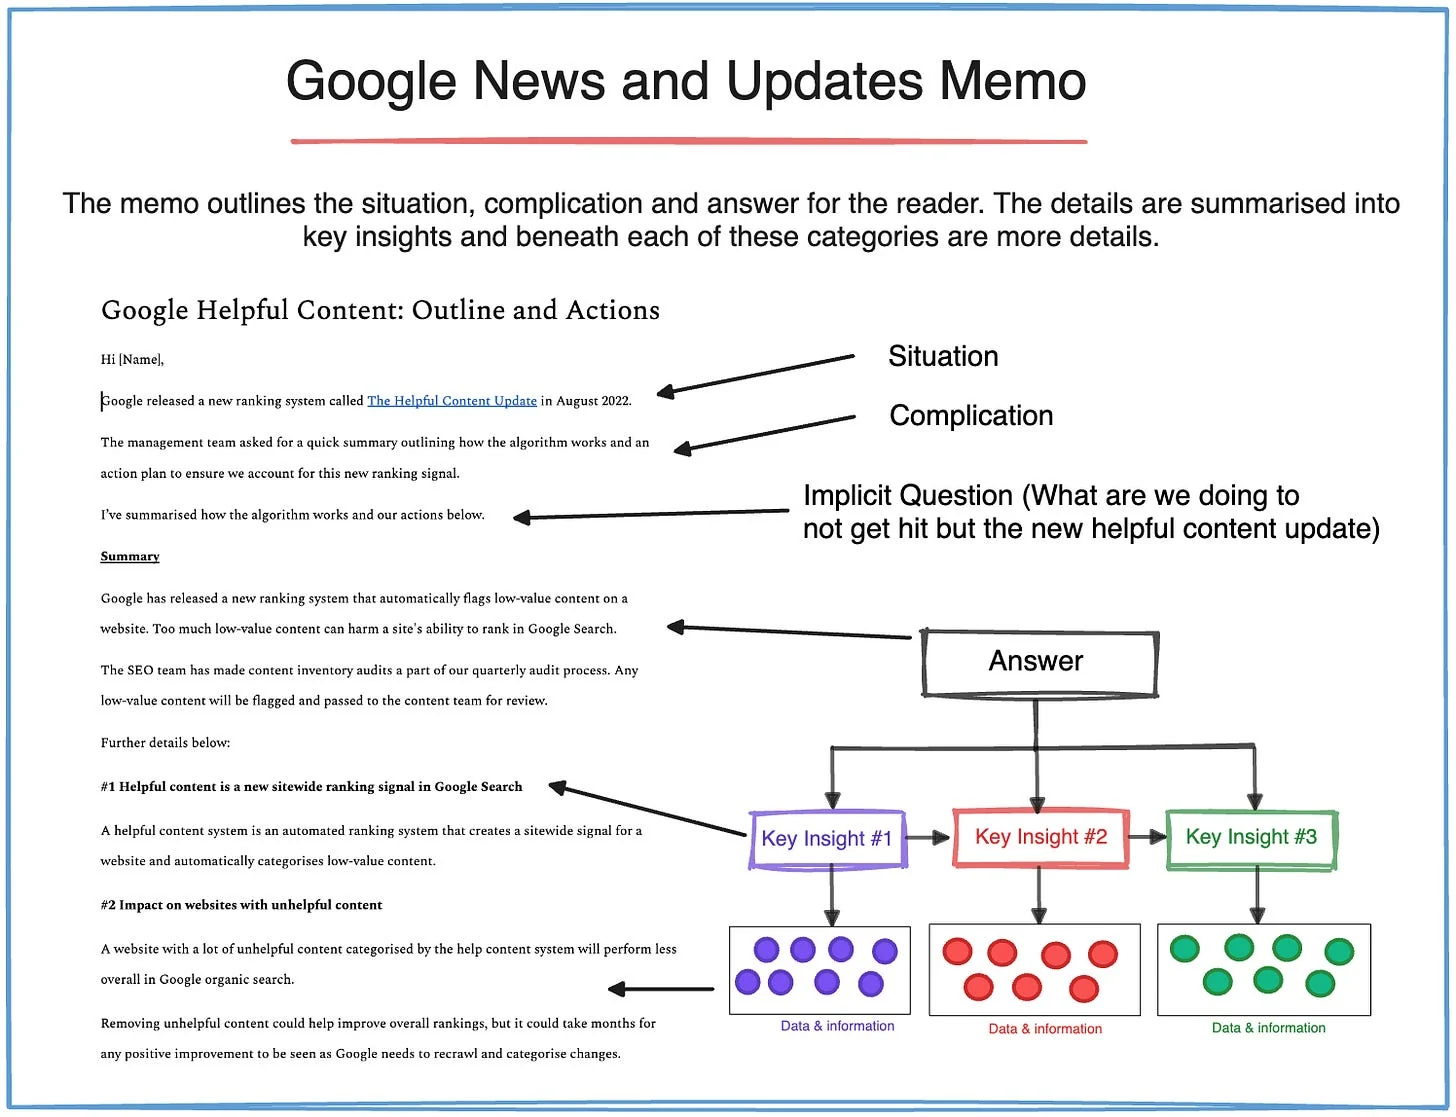 Google News and Updates Memo
The memo outlines the situation, complication and answer for the reader. The details are summarised into
key insights and beneath each of these categories are more details.
Google Helpful Content: Outline and Actions
Hi [Name],
Google released a new ranking system called The Helpful Content Update in August 2022.
The management team asked for a quick summary outlining how the algorithm works and an
action plan to ensure we account for this new ranking signal.
I've summarised how the algorithm works and our actions below.
Summary
Google has released a new ranking system that automatically flags low-value content on a
website. Too much low-value content can harm a site's ability to rank in Google Search.
The SEO team has made content inventory audits a part of our quarterly audit process. Any
low-value content will be flagged and passed to the content team for review.
Further details below:
#1 Helpful content is a new sitewide ranking signal in Google Search
A helpful content system is an automated ranking system that creates a sitewide signal for a
website and automatically categorises low-value content.
#2 Impact on websites with unhelpful content
A website with a lot of unhelpful content categorised by the help content system will perform less
overall in Google organic search.
Removing unhelpful content could help improve overall rankings, but it could take months for
any positive improvement to be seen as Google needs to recrawl and categorise changes.
Situation
Complication
Implicit Question (What are we doing to
not get hit but the new helpful content update)
Answer
Key Insight #1
Key Insight #2
Key Insight #3
Data & information
Data & information
Data & information